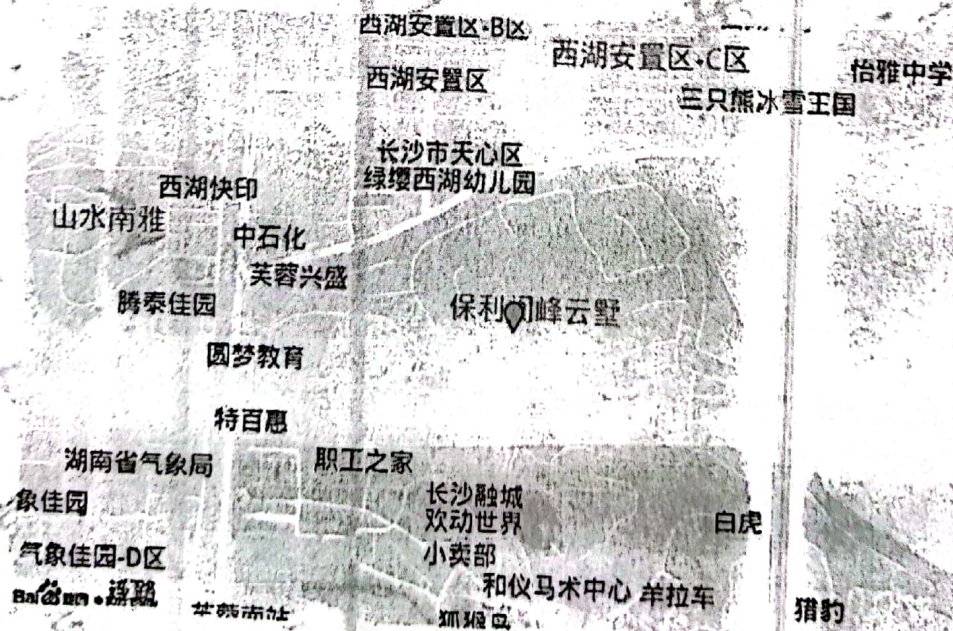 西湖安置区·B区
西湖安置区·C区
西湖安置区
怡雅中学
三只熊冰雪王国
长沙市天心区
绿缨西湖幼儿园
西湖快印
山水南雅
中石化
芙蓉兴盛
腾泰佳园
保利阆峰云墅
圆梦教育
特百惠
湖南省气象局
职工之家
象佳园
长沙融城
欢动世界
白虎
气象佳园-D区
小卖部
和仪马术中心
羊拉车
猎豹
狐猴岛